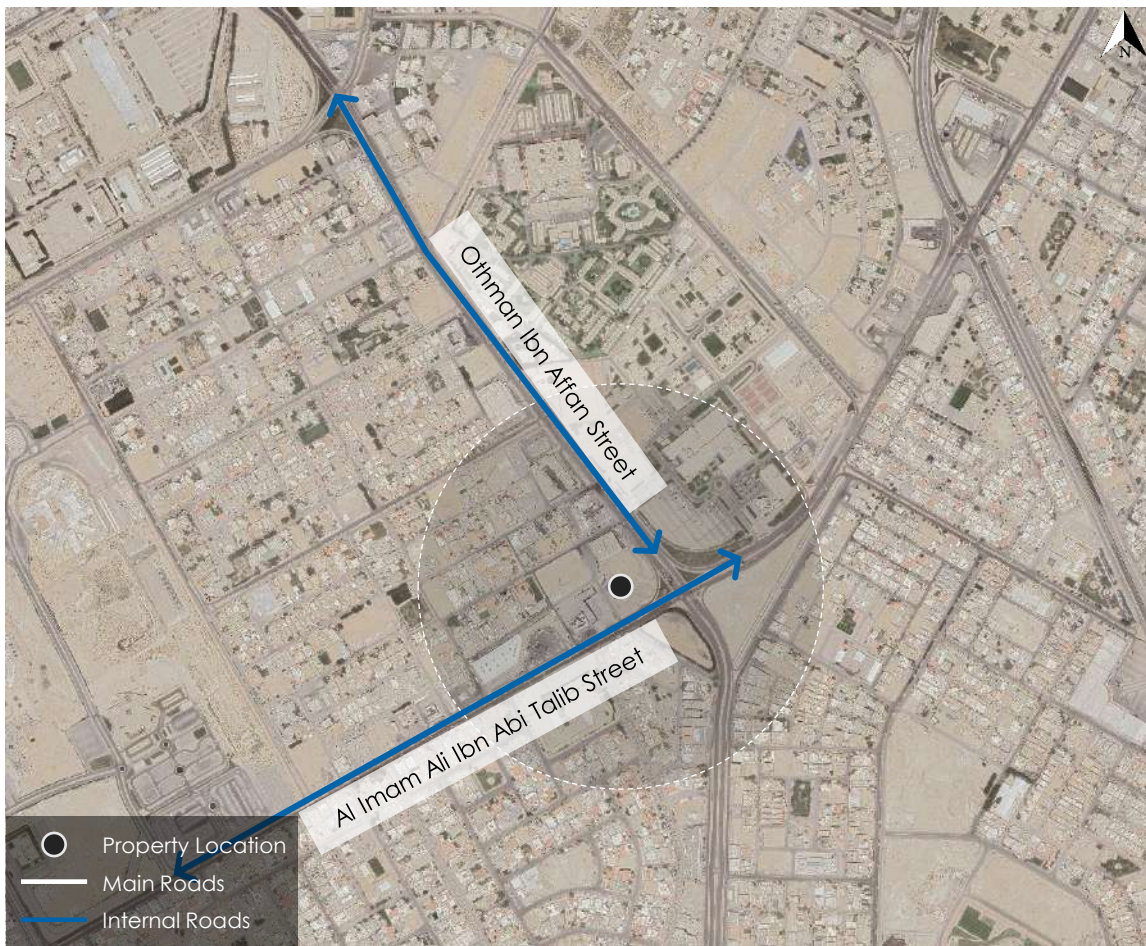 N
Othman Ibn Affan Street
Al Imam Ali Ibn Abi Talib Street
Property Location
Main Roads
Internal Roads